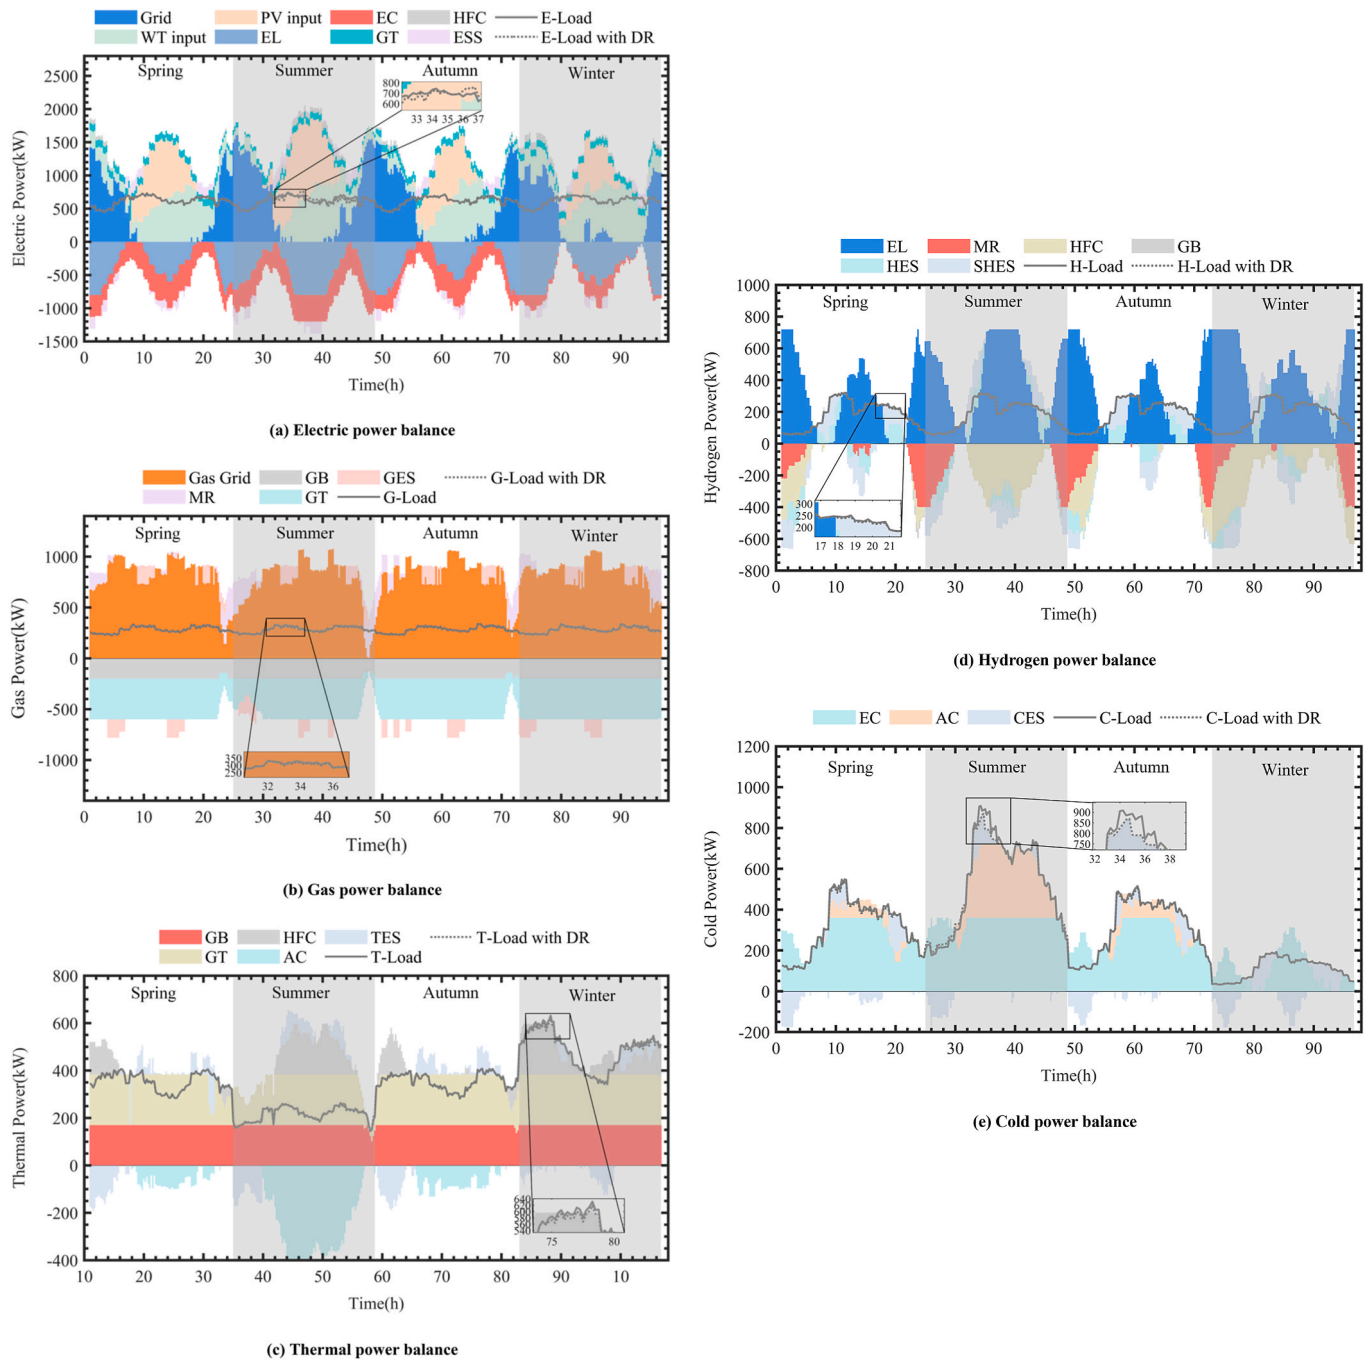 Grid PV input EC HFC E-Load
WT input EL GT ESS E-Load with DR
Spring Summer Autumn Winter
2500
2000
1500
1000
500
0
-500
-1000
-1500
800
700
600
33 34 35 36 37
0 10 20 30 40 50 60 70 80 90
Electric Power(kW)
Time(h)
(a) Electric power balance
Gas Grid GB GES G-Load with DR
MR GT G-Load
Spring Summer Autumn Winter
1000
500
0
-500
-1000
350
300
250
32 34 36
0 10 20 30 40 50 60 70 80 90
Gas Power(kW)
Time(h)
(b) Gas power balance
GB HFC TES T-Load with DR
GT AC T-Load
Spring Summer Autumn Winter
800
600
400
200
0
-200
-400
640
620
600
580
560
540
75 80
10 20 30 40 50 60 70 80 90 10
Thermal Power(kW)
Time(h)
(c) Thermal power balance
EL MR HFC GB
HES SHES H-Load H-Load with DR
Spring Summer Autumn Winter
1000
800
600
400
200
0
-200
-400
-600
-800
300
250
200
17 18 19 20 21
0 10 20 30 40 50 60 70 80 90
Hydrogen Power(kW)
Time(h)
(d) Hydrogen power balance
EC AC CES C-Load C-Load with DR
Spring Summer Autumn Winter
1200
1000
800
600
400
200
0
-200
900
850
800
750
32 34 36 38
0 10 20 30 40 50 60 70 80 90
Cold Power(kW)
Time(h)
(e) Cold power balance